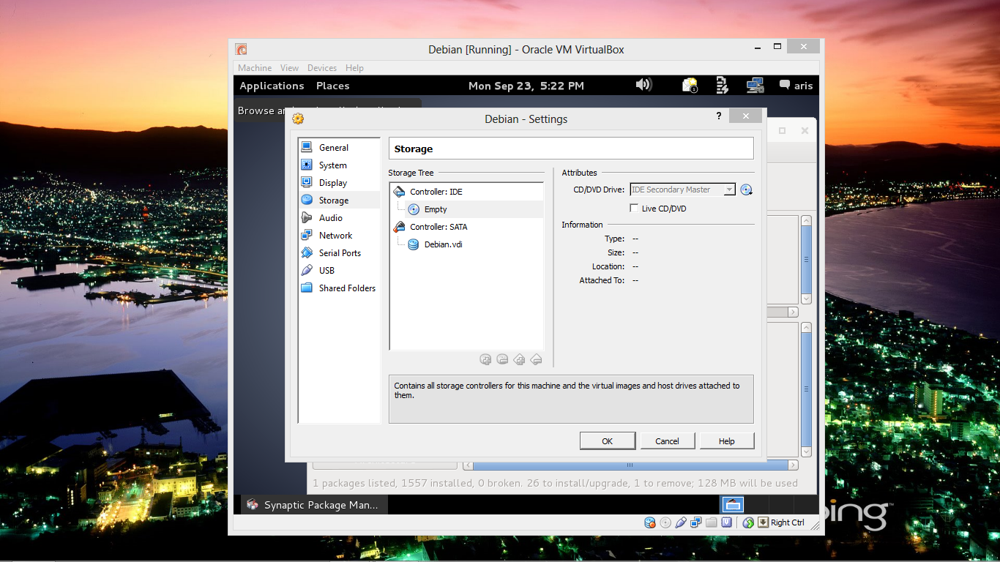 Debian [Running] - Oracle VM VirtualBox
Machine View Devices Help
Applications Places Mon Sep 23, 5:22 PM 1 aris
Browse an
Debian - Settings ?
General
System
Display
Storage
Audio
Network
Serial Ports
USB
Shared Folders
Storage
Storage Tree
Controller: IDE
Empty
Controller: SATA
Debian.vdi
Attributes
CD/DVD Drive: IDE Secondary Master
Live CD/DVD
Information
Type: --
Size: --
Location: --
Attached To: --
Contains all storage controllers for this machine and the virtual images and host drives attached to
them.
OK Cancel Help
1 packages listed, 1557 installed, 0 broken. 26 to install/upgrade, 1 to remove; 128 MB will be used
Synaptic Package Man...
bing™
Right Ctrl